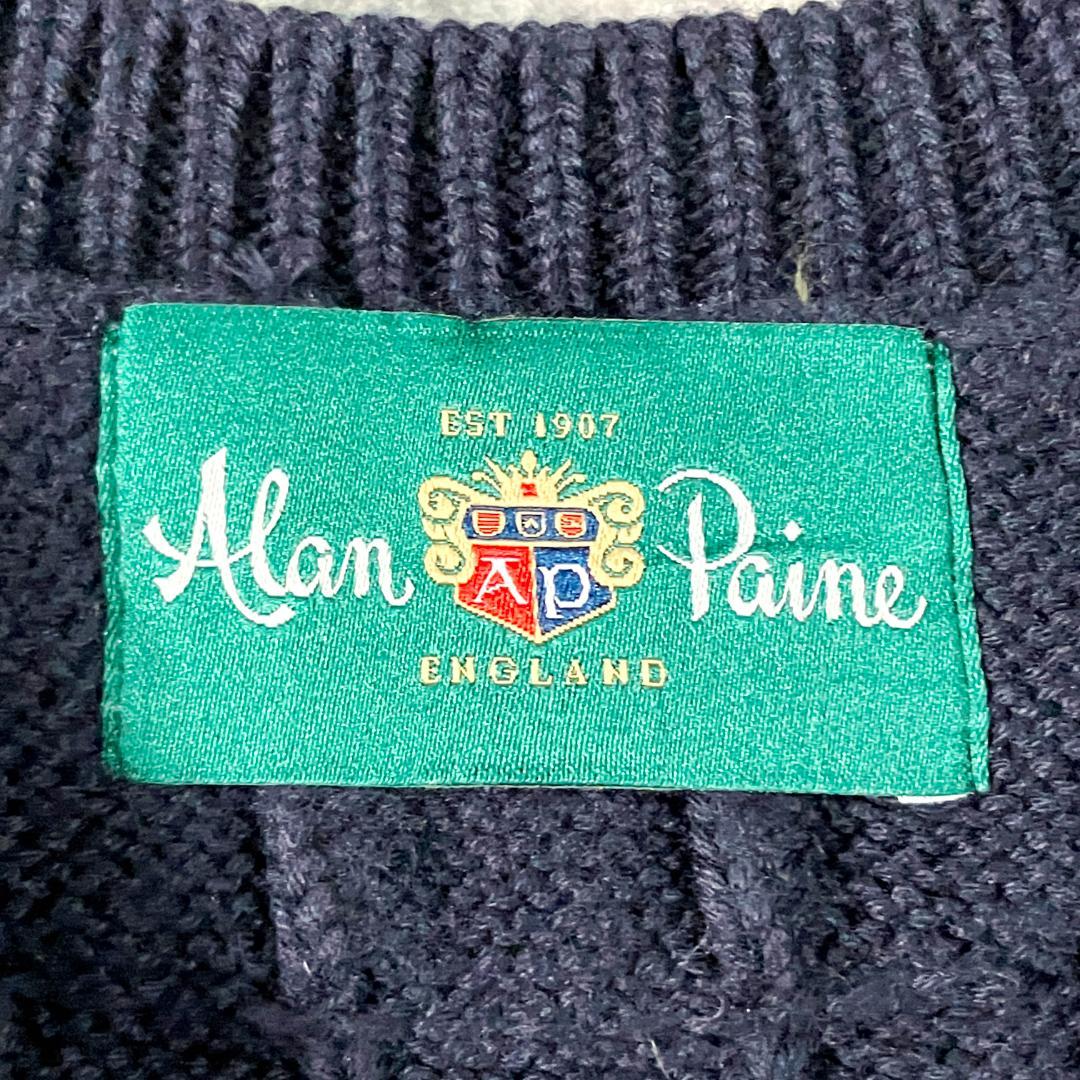 EST 1907
Alan AP Paine
ENGLAND